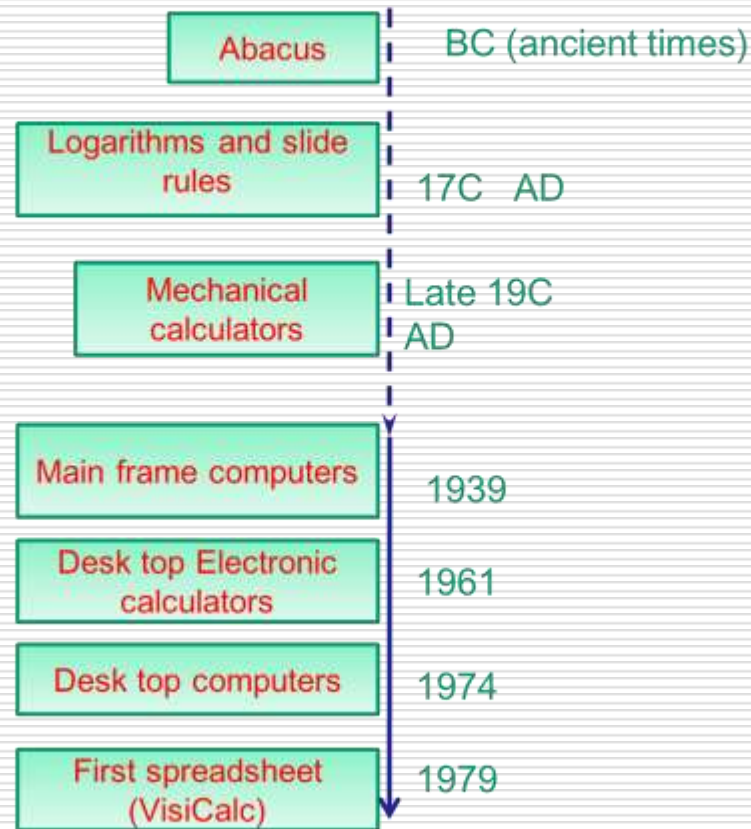 Abacus
BC (ancient times)
Logarithms and slide
rules
17C AD
Mechanical
calculators
Late 19C
AD
Main frame computers
1939
Desk top Electronic
calculators
1961
Desk top computers
1974
First spreadsheet
(VisiCalc)
1979